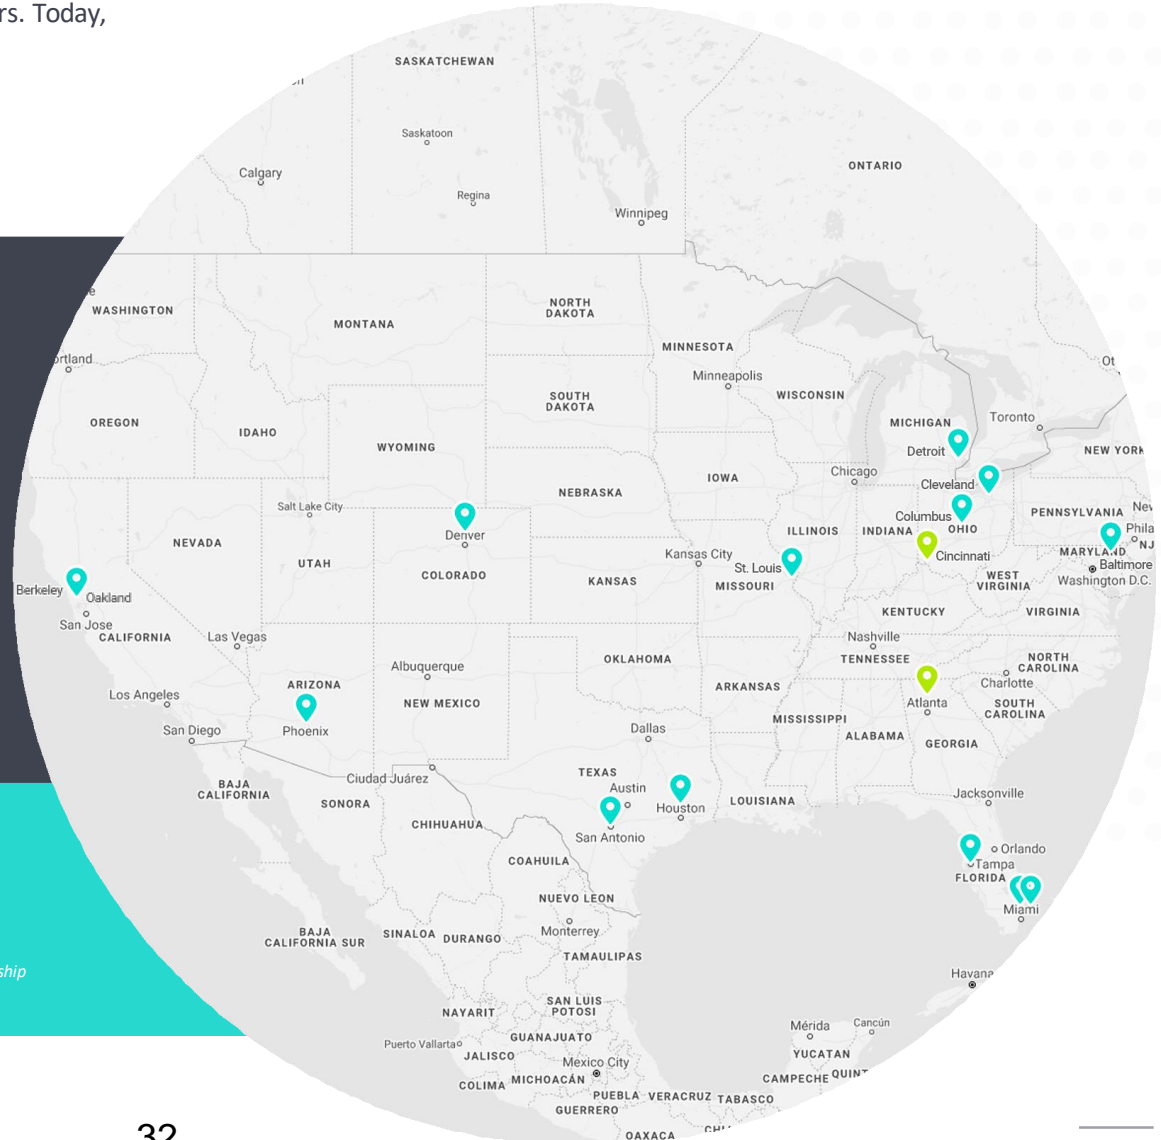 rs. Today,
SASKATCHEWAN
Saskatoon
Calgary
Regina
Winnipeg
ONTARIO
WASHINGTON
MONTANA
NORTH
DAKOTA
MINNESOTA
Minneapolis
WISCONSIN
ortland
OREGON
IDAHO
SOUTH
DAKOTA
WYOMING
MICHIGAN
Toronto
Ot
Detroit
NEW YORK
Chicago
Cleveland
IOWA
NEBRASKA
Salt Lake City
Columbus
PENNSYLVANIA
Nev
OHIO
ILLINOIS
INDIANA
Phila
NEVADA
Denver
NJ
Kansas City
Cincinnati
MARYLAND
Baltimore
UTAH
COLORADO
St. Louis
Washington D.C.
KANSAS
MISSOURI
WEST
VIRGINIA
Berkeley
Oakland
San Jose
KENTUCKY
VIRGINIA
CALIFORNIA
Las Vegas
Nashville
TENNESSEE
Albuquerque
OKLAHOMA
NORTH
CAROLINA
Charlotte
ARIZONA
ARKANSAS
Los Angeles
NEW MEXICO
Atlanta
SOUTH
CAROLINA
San Diego
Phoenix
Dallas
MISSISSIPPI
ALABAMA
GEORGIA
Ciudad Juárez
TEXAS
BAJA
CALIFORNIA
Austin
SONORA
Houston
LOUISIANA
Jacksonville
CHIHUAHUA
San Antonio
Orlando
COAHUILA
Tampa
FLORIDA
NUEVO LEON
Miami
Monterrey
BAJA
CALIFORNIA SUR
SINALOA
DURANGO
TAMAULIPAS
ship
Havana
SAN LUIS
POTOSI
NAYARIT
Mérida
Cancún
GUANAJUATO
Puerto Vallarta
JALISCO
YUCATAN
Mexico City
COLIMA
MICHOACÁN
CAMPECHE
QUINT
PUEBLA
VERACRUZ
TABASCO
GUERRERO
OAXACA
32